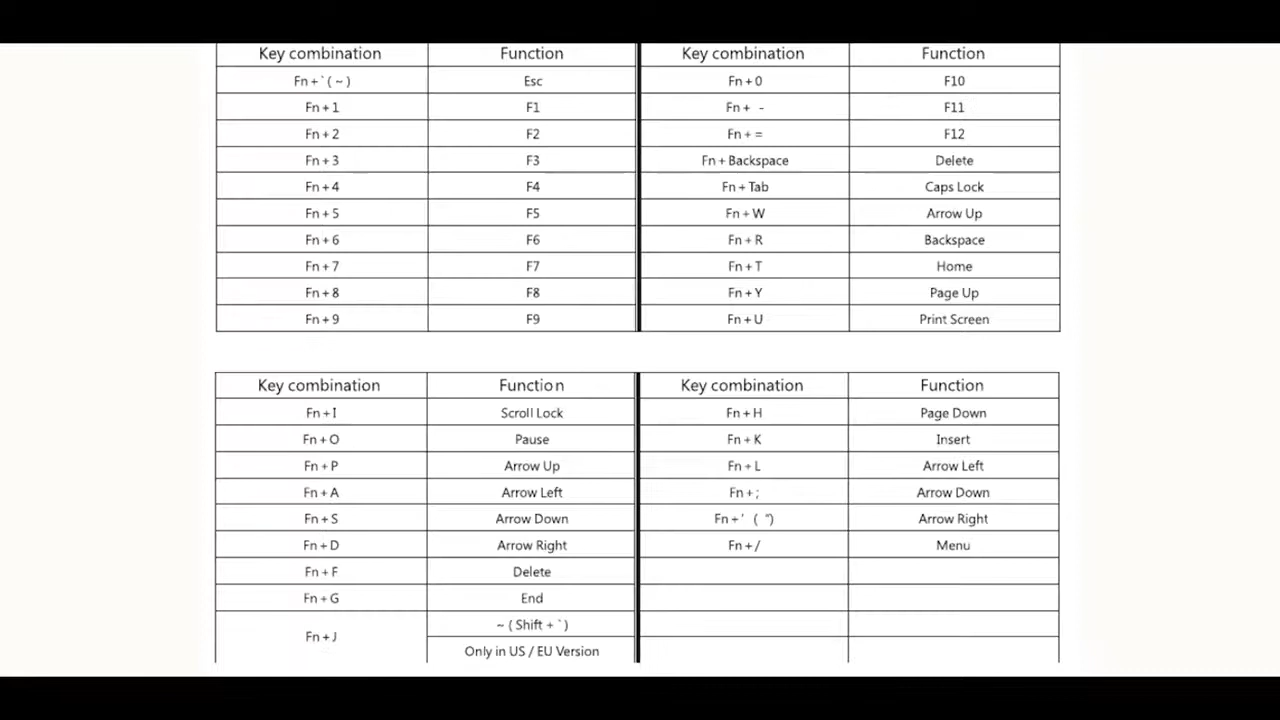 Key combination Function Key combination Function
Fn + ` ( ~ ) Esc Fn + 0 F10
Fn + 1 F1 Fn + - F11
Fn + 2 F2 Fn + = F12
Fn + 3 F3 Fn + Backspace Delete
Fn + 4 F4 Fn + Tab Caps Lock
Fn + 5 F5 Fn + W Arrow Up
Fn + 6 F6 Fn + R Backspace
Fn + 7 F7 Fn + T Home
Fn + 8 F8 Fn + Y Page Up
Fn + 9 F9 Fn + U Print Screen
Key combination Function Key combination Function
Fn + I Scroll Lock Fn + H Page Down
Fn + O Pause Fn + K Insert
Fn + P Arrow Up Fn + L Arrow Left
Fn + A Arrow Left Fn + ; Arrow Down
Fn + S Arrow Down Fn + ' ( ") Arrow Right
Fn + D Arrow Right Fn + / Menu
Fn + F Delete
Fn + G End
Fn + J ~ ( Shift + ` )
Only in US / EU Version